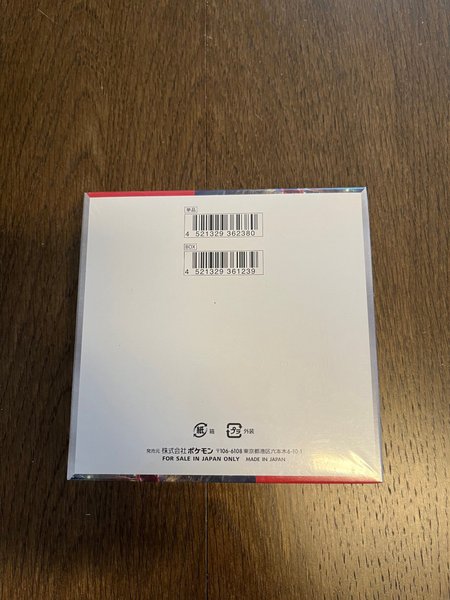 単品
4 521329 362380
BOX
4 521329 361239
紙 箱 プラ 外装
発売元 株式会社ポケモン 〒106-6108 東京都港区六本木6-10-1
FOR SALE IN JAPAN ONLY MADE IN JAPAN